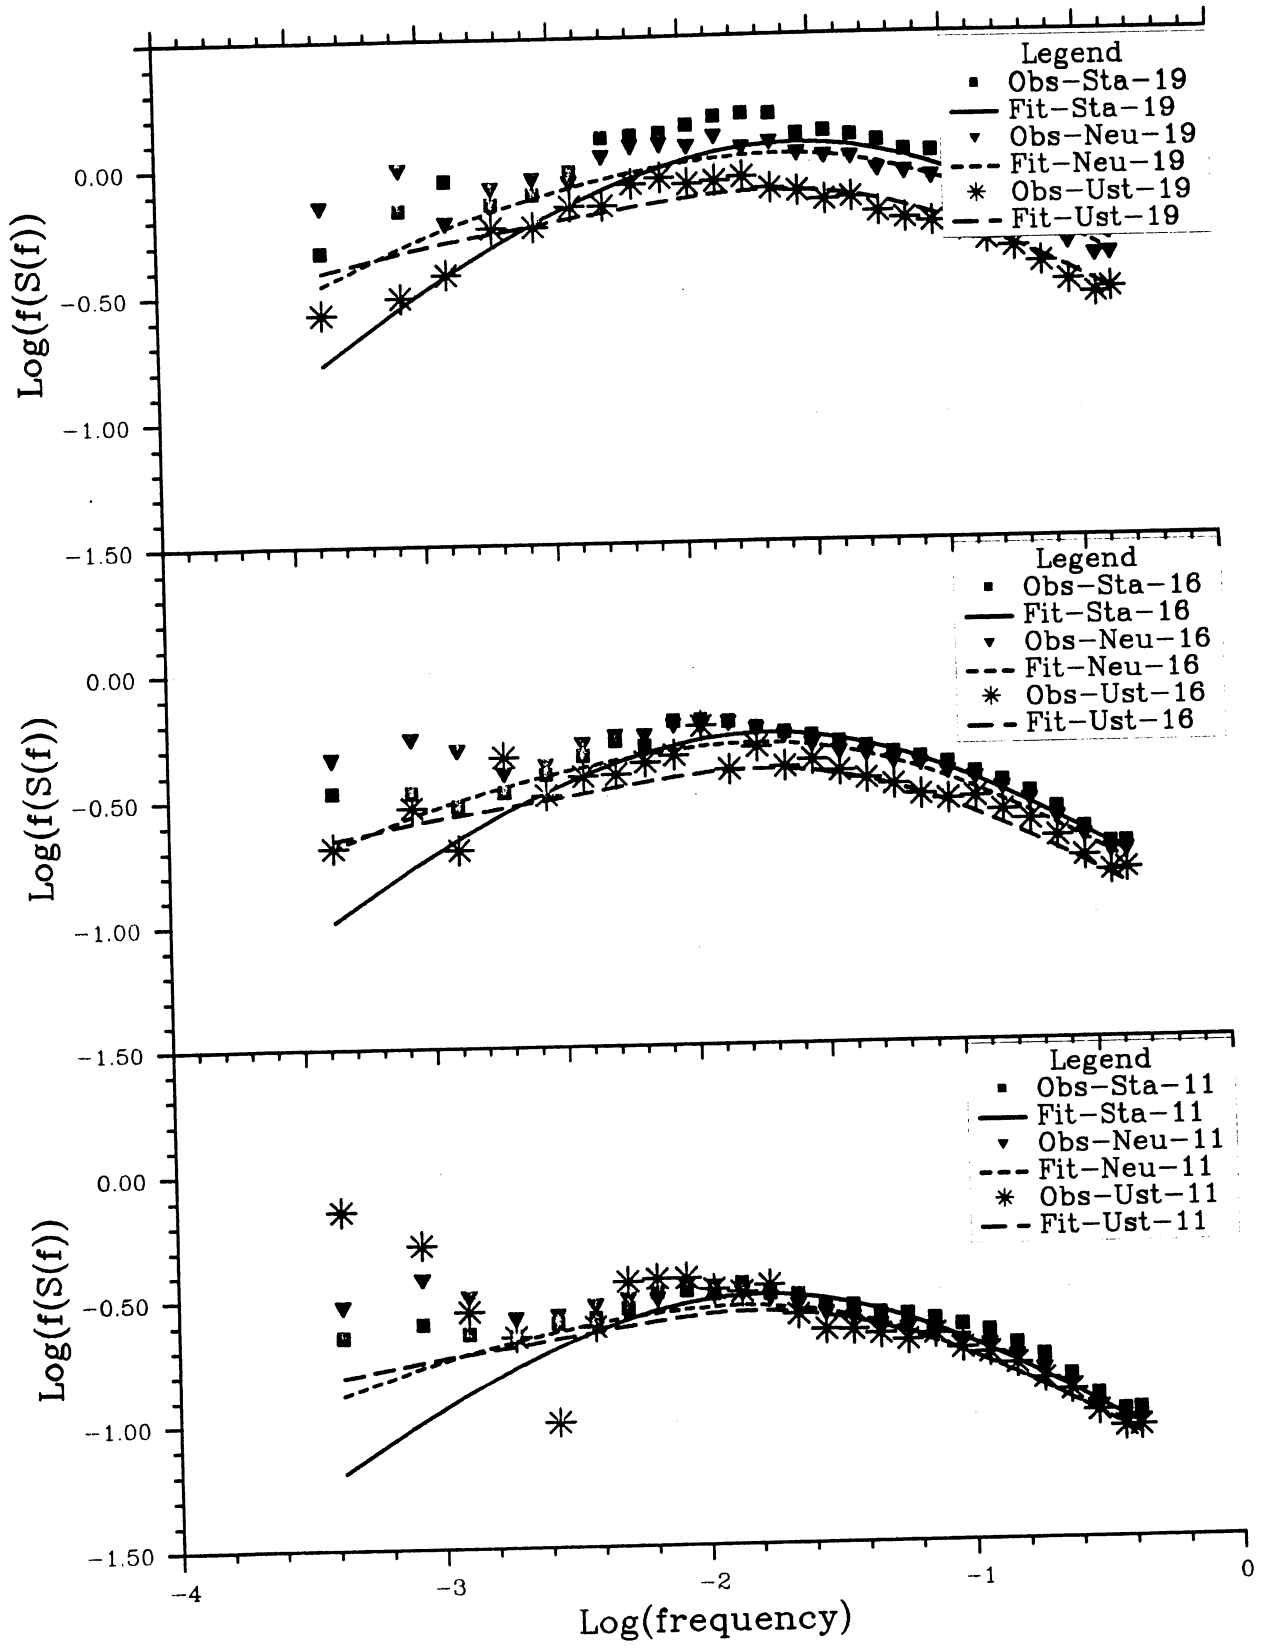 Legend
Obs-Sta-19
Fit-Sta-19
Obs-Neu-19
Fit-Neu-19
Obs-Ust-19
Fit-Ust-19
0.00
-0.50
-1.00
-1.50
Log(f(S(f))
Legend
Obs-Sta-16
Fit-Sta-16
Obs-Neu-16
Fit-Neu-16
Obs-Ust-16
Fit-Ust-16
0.00
-0.50
-1.00
-1.50
Log(f(S(f))
Legend
Obs-Sta-11
Fit-Sta-11
Obs-Neu-11
Fit-Neu-11
Obs-Ust-11
Fit-Ust-11
0.00
-0.50
-1.00
-1.50
Log(f(S(f))
-4 -3 -2 -1 0
Log(frequency)